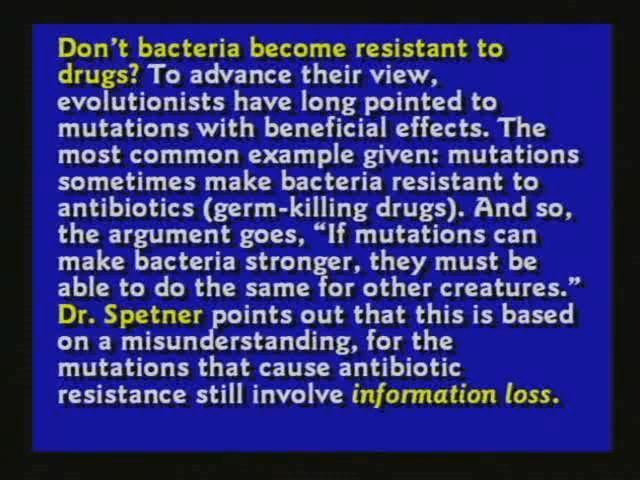 Don't bacteria become resistant to
drugs? To advance their view,
evolutionists have long pointed to
mutations with beneficial effects. The
most common example given: mutations
sometimes make bacteria resistant to
antibiotics (germ-killing drugs). And so,
the argument goes, “If mutations can
make bacteria stronger, they must be
able to do the same for other creatures.”
Dr. Spetner points out that this is based
on a misunderstanding, for the
mutations that cause antibiotic
resistance still involve information loss.